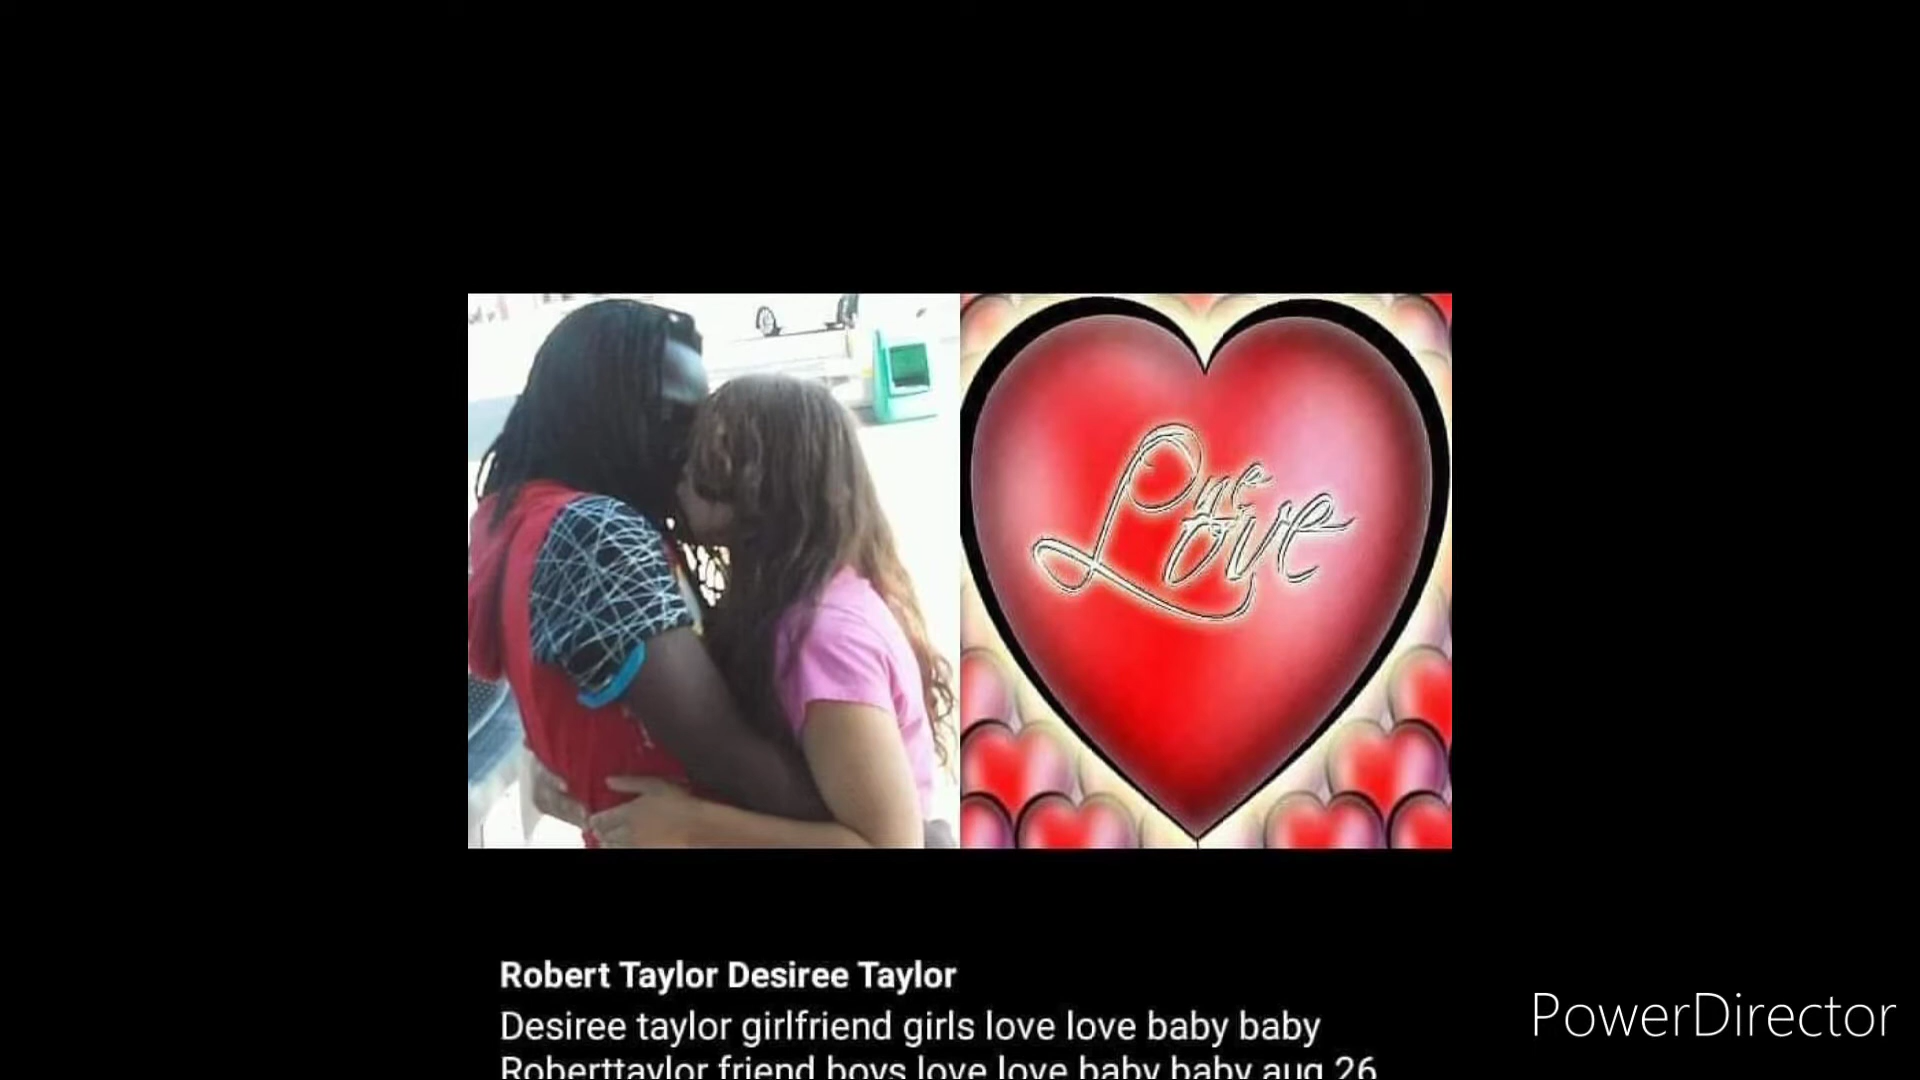 One
Love
Robert Taylor Desiree Taylor
Desiree taylor girlfriend girls love love baby baby
Roberttaylor friend boys love love baby baby aug 26
PowerDirector